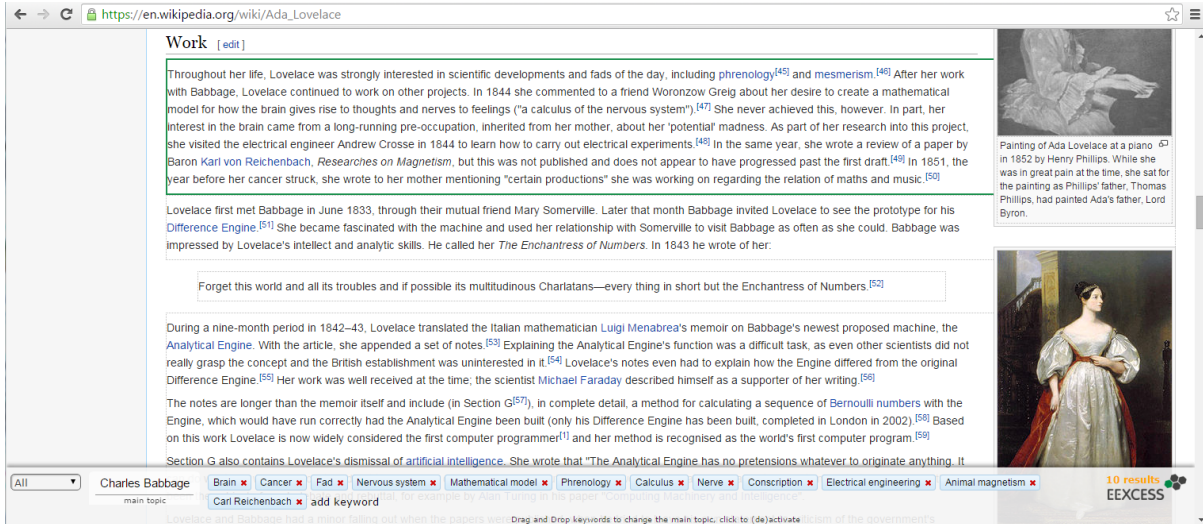 https://en.wikipedia.org/wiki/Ada_Lovelace
Work [ edit ]
Throughout her life, Lovelace was strongly interested in scientific developments and fads of the day, including phrenology[45] and mesmerism.[46] After her work
with Babbage, Lovelace continued to work on other projects. In 1844 she commented to a friend Woronzow Greig about her desire to create a mathematical
model for how the brain gives rise to thoughts and nerves to feelings ("a calculus of the nervous system").[47] She never achieved this, however. In part, her
interest in the brain came from a long-running pre-occupation, inherited from her mother, about her 'potential' madness. As part of her research into this project,
she visited the electrical engineer Andrew Crosse in 1844 to learn how to carry out electrical experiments.[48] In the same year, she wrote a review of a paper by
Baron Karl von Reichenbach, Researches on Magnetism, but this was not published and does not appear to have progressed past the first draft.[49] In 1851, the
year before her cancer struck, she wrote to her mother mentioning "certain productions" she was working on regarding the relation of maths and music.[50]
Lovelace first met Babbage in June 1833, through their mutual friend Mary Somerville. Later that month Babbage invited Lovelace to see the prototype for his
Difference Engine.[51] She became fascinated with the machine and used her relationship with Somerville to visit Babbage as often as she could. Babbage was
impressed by Lovelace's intellect and analytic skills. He called her The Enchantress of Numbers. In 1843 he wrote of her:
Forget this world and all its troubles and if possible its multitudinous Charlatans—every thing in short but the Enchantress of Numbers.[52]
During a nine-month period in 1842–43, Lovelace translated the Italian mathematician Luigi Menabrea's memoir on Babbage's newest proposed machine, the
Analytical Engine. With the article, she appended a set of notes.[53] Explaining the Analytical Engine's function was a difficult task, as even other scientists did not
really grasp the concept and the British establishment was uninterested in it.[54] Lovelace's notes even had to explain how the Engine differed from the original
Difference Engine.[55] Her work was well received at the time; the scientist Michael Faraday described himself as a supporter of her writing.[56]
The notes are longer than the memoir itself and include (in Section G[57]), in complete detail, a method for calculating a sequence of Bernoulli numbers with the
Engine, which would have run correctly had the Analytical Engine been built (only his Difference Engine has been built, completed in London in 2002).[58] Based
on this work Lovelace is now widely considered the first computer programmer[1] and her method is recognised as the world's first computer program.[59]
Section G also contains Lovelace's dismissal of artificial intelligence. She wrote that "The Analytical Engine has no pretensions whatever to originate anything. It
Painting of Ada Lovelace at a piano
in 1852 by Henry Phillips. While she
was in great pain at the time, she sat for
the painting as Phillips' father, Thomas
Phillips, had painted Ada's father, Lord
Byron.
All
Charles Babbage
main topic
Brain Cancer Fad Nervous system Mathematical model Phrenology Calculus Nerve Conscription Electrical engineering Animal magnetism
Carl Reichenbach add keyword
for example by Alan Turing in his paper "Computing Machinery and Intelligence"
Lovelace and Babbage had a minor falling out when the papers were
Drag and Drop keywords to change the main topic, click to (de)activate
of the government's
10 results
EEXCESS